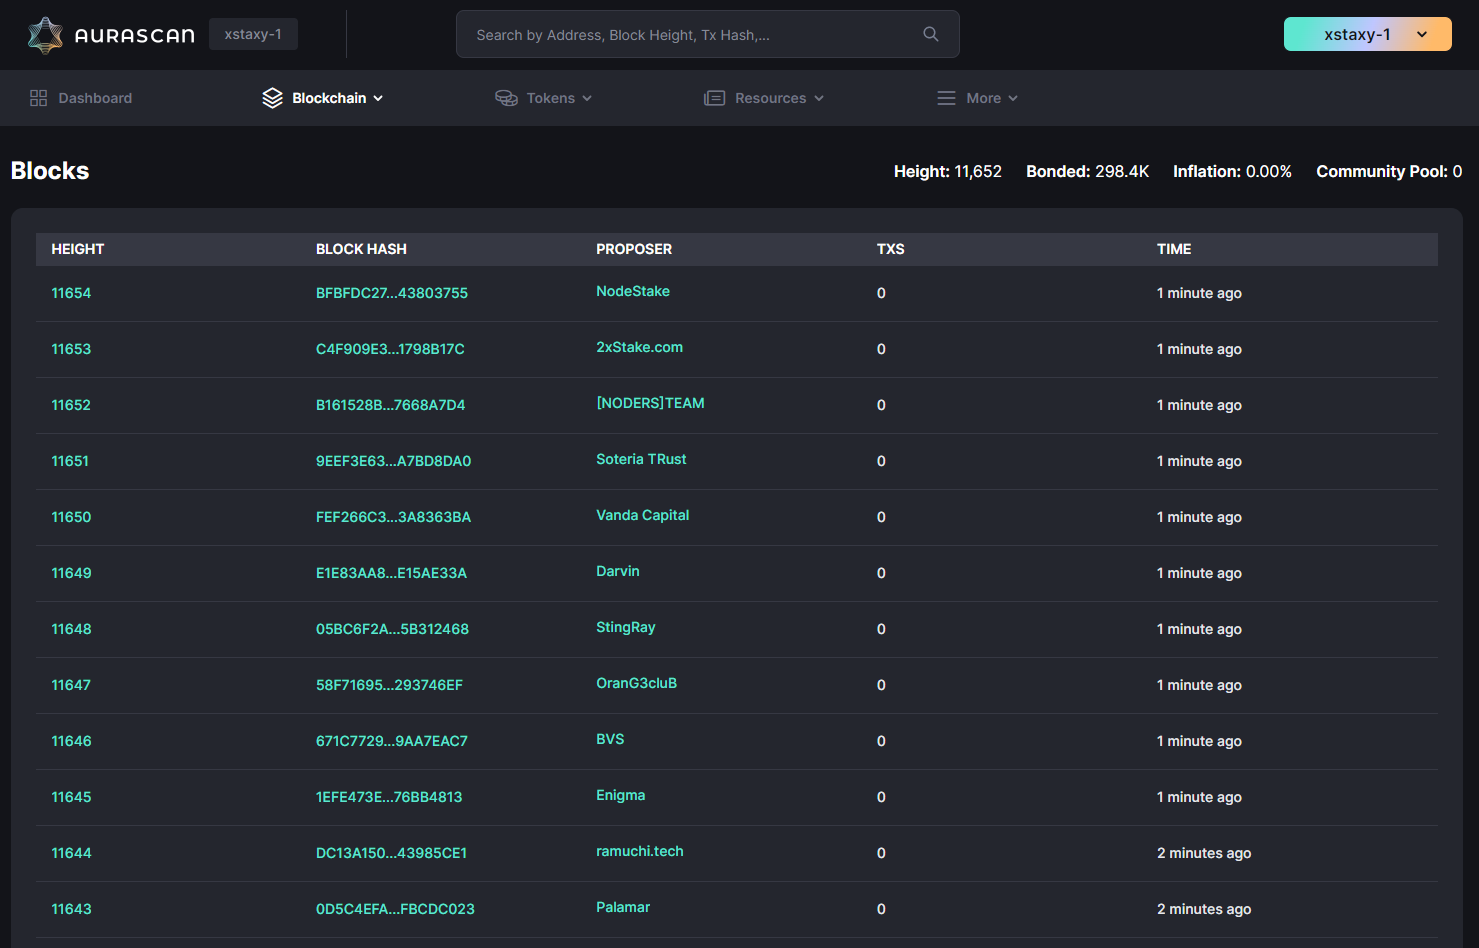 AURASCAN xstaxy-1 Search by Address, Block Height, Tx Hash,... xstaxy-1
Dashboard Blockchain Tokens Resources More
Blocks Height: 11,652 Bonded: 298.4K Inflation: 0.00% Community Pool: 0
HEIGHT BLOCK HASH PROPOSER TXS TIME
11654 BFBFDC27...43803755 NodeStake 0 1 minute ago
11653 C4F909E3...1798B17C 2xStake.com 0 1 minute ago
11652 B161528B...7668A7D4 [NODERS]TEAM 0 1 minute ago
11651 9EEF3E63...A7BD8DA0 Soteria TRust 0 1 minute ago
11650 FEF266C3...3A8363BA Vanda Capital 0 1 minute ago
11649 E1E83AA8...E15AE33A Darvin 0 1 minute ago
11648 05BC6F2A...5B312468 StingRay 0 1 minute ago
11647 58F71695...293746EF OranG3cluB 0 1 minute ago
11646 671C7729...9AA7EAC7 BVS 0 1 minute ago
11645 1EFE473E...76BB4813 Enigma 0 1 minute ago
11644 DC13A150...43985CE1 ramuchi.tech 0 2 minutes ago
11643 0D5C4EFA...FBCDC023 Palamar 0 2 minutes ago